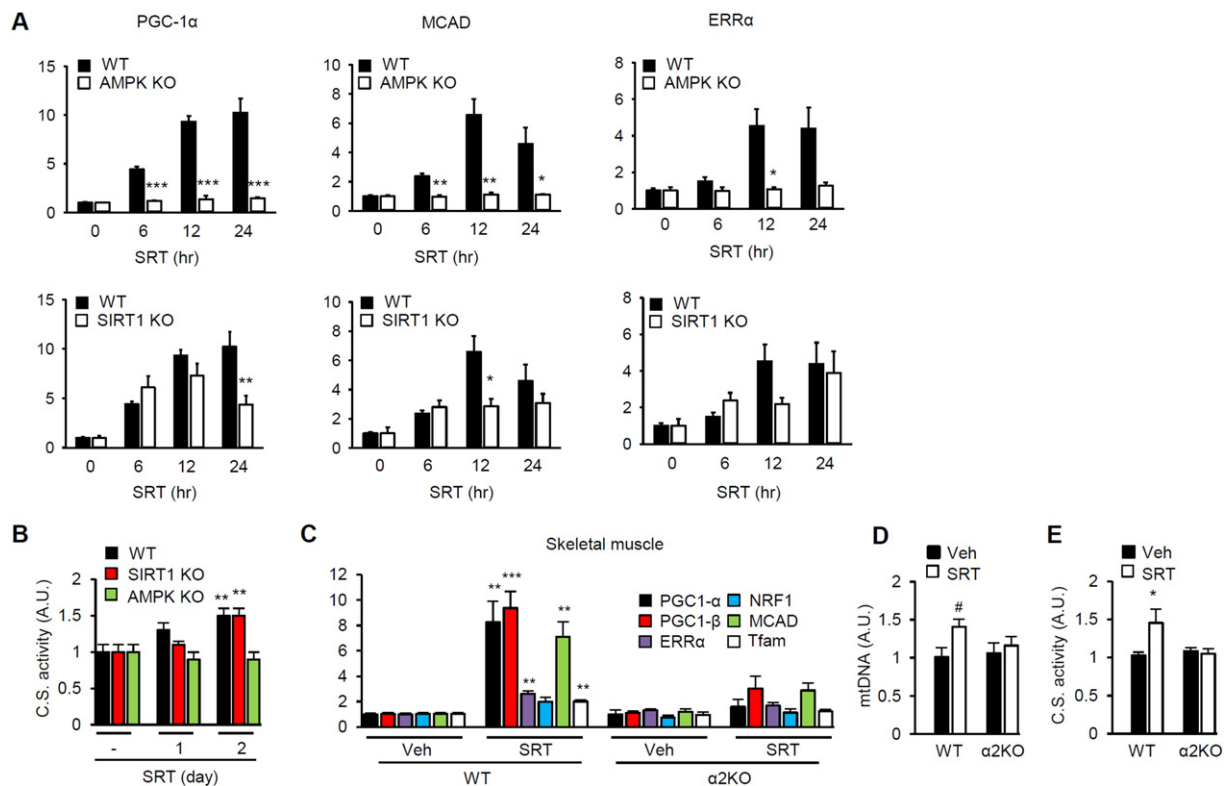 A
PGC-1α
MCAD
ERRα
WT
AMPK KO
15
10
5
0
***
***
***
0 6 12 24
SRT (hr)
WT
AMPK KO
10
8
6
4
2
0
**
**
*
0 6 12 24
SRT (hr)
WT
AMPK KO
8
6
4
2
0
*
0 6 12 24
SRT (hr)
WT
SIRT1 KO
15
10
5
0
**
0 6 12 24
SRT (hr)
WT
SIRT1 KO
10
8
6
4
2
0
*
0 6 12 24
SRT (hr)
WT
SIRT1 KO
8
6
4
2
0
0 6 12 24
SRT (hr)
B
WT
SIRT1 KO
AMPK KO
C.S. activity (A.U.)
2
1.5
1
0.5
0
** **
- 1 2
SRT (day)
C
Skeletal muscle
12
10
8
6
4
2
0
** *** ** ** **
PGC1-α NRF1
PGC1-β MCAD
ERRα Tfam
Veh SRT Veh SRT
WT α2KO
D
Veh
SRT
mtDNA (A.U.)
2
1.5
1
0.5
0
#
WT α2KO
E
Veh
SRT
C.S. activity (A.U.)
2
1.5
1
0.5
0
*
WT α2KO